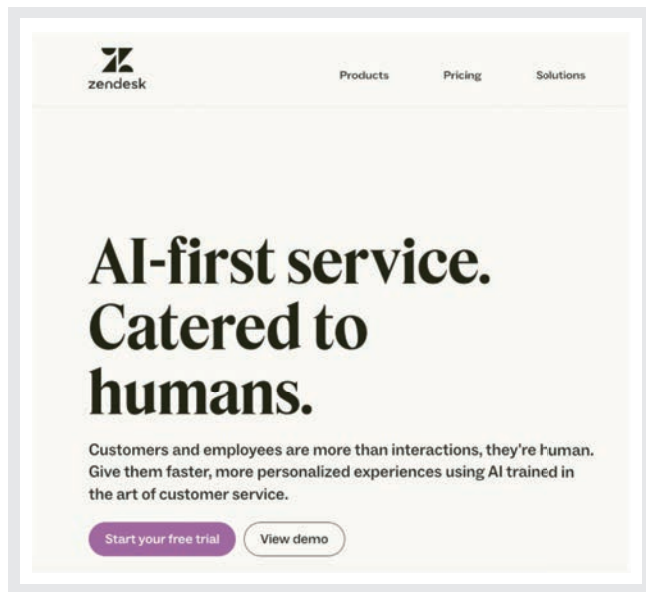 zendesk
Products Pricing Solutions
AI-first service.
Catered to
humans.
Customers and employees are more than interactions, they're human.
Give them faster, more personalized experiences using AI trained in
the art of customer service.
Start your free trial View demo